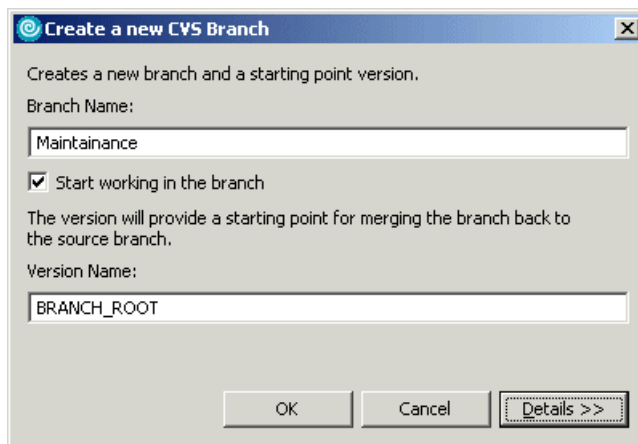 Create a new CVS Branch
Creates a new branch and a starting point version.
Branch Name:
Maintainance
Start working in the branch
The version will provide a starting point for merging the branch back to
the source branch.
Version Name:
BRANCH_ROOT
OK Cancel Details >>